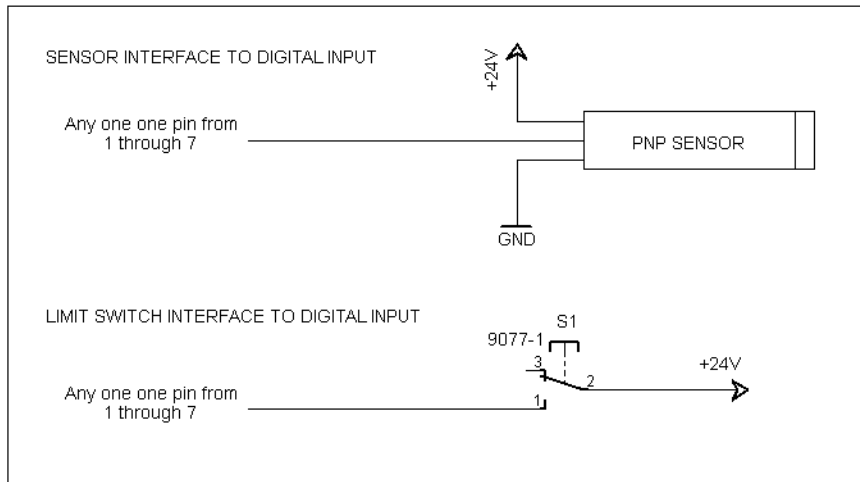 SENSOR INTERFACE TO DIGITAL INPUT
+24V
Any one one pin from
1 through 7
PNP SENSOR
GND
LIMIT SWITCH INTERFACE TO DIGITAL INPUT
S1
9077-1
3
2
+24V
Any one one pin from
1 through 7
1